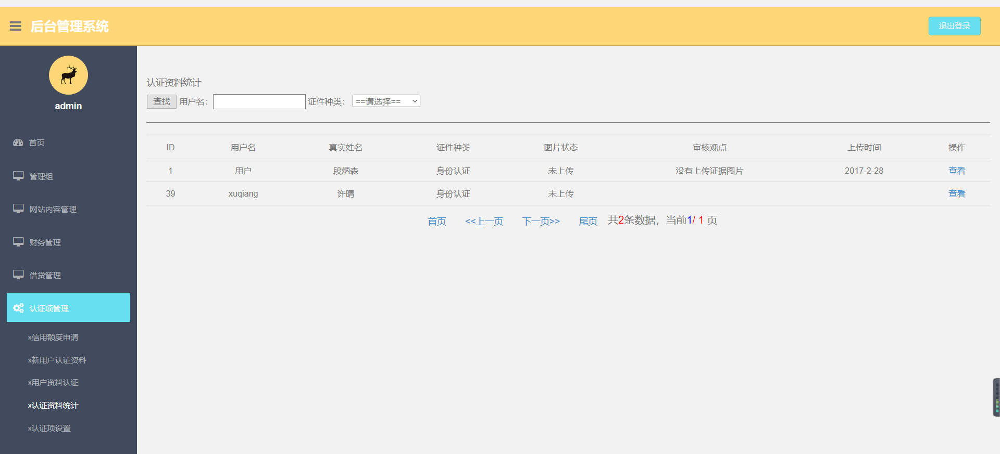 后台管理系统
退出登录
admin
首页
管理组
网站内容管理
财务管理
借贷管理
认证项管理
»信用额度申请
»新用户认证资料
»用户资料认证
»认证资料统计
»认证项设置
认证资料统计
查找 用户名： 证件种类： ==请选择==
ID 用户名 真实姓名 证件种类 图片状态 审核观点 上传时间 操作
1 用户 段炳森 身份认证 未上传 没有上传证据图片 2017-2-28 查看
39 xuqiang 许晴 身份认证 未上传 查看
首页 <<上一页 下一页>> 尾页 共2条数据，当前1/ 1 页